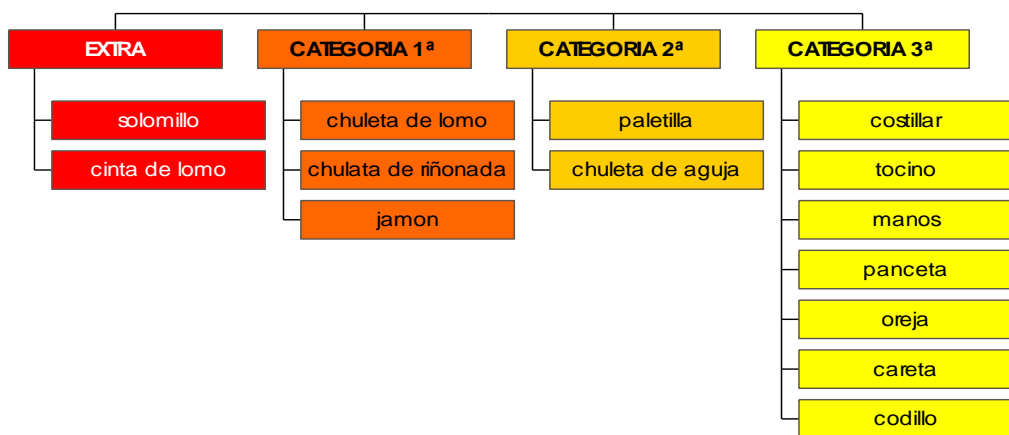 EXTRA
solomillo
cinta de lomo
CATEGORIA 1ª
chuleta de lomo
chulata de riñonada
jamon
CATEGORIA 2ª
paletilla
chuleta de aguja
CATEGORIA 3ª
costillar
tocino
manos
panceta
oreja
careta
codillo